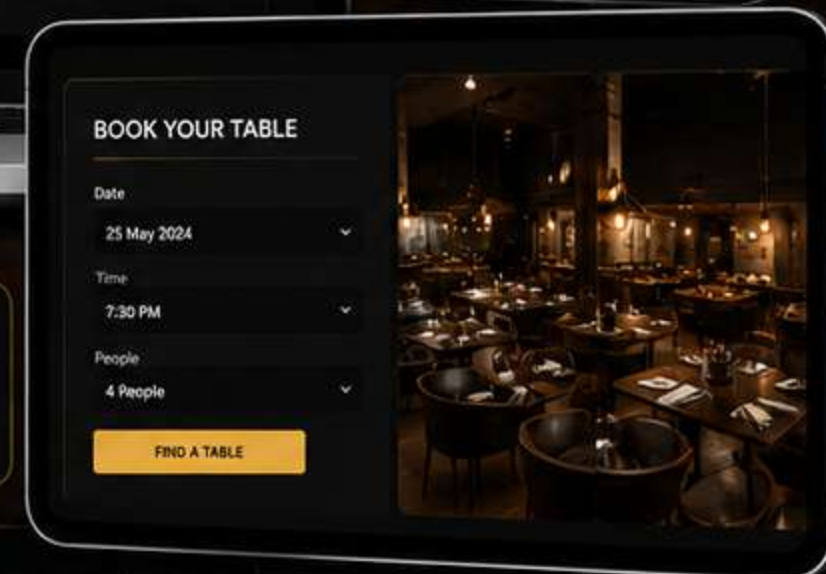 BOOK YOUR TABLE
Date
25 May 2024
Time
7:30 PM
People
4 People
FIND A TABLE